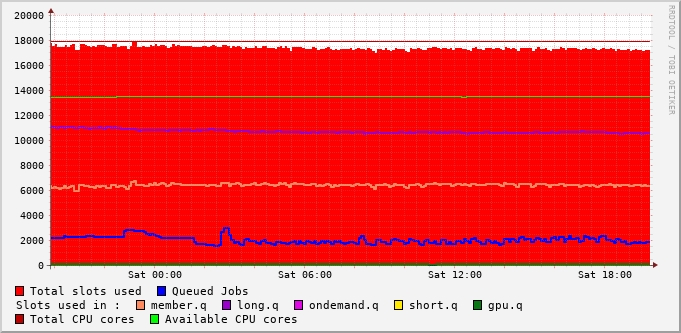 RRDTOOL / TOBI OETIKER
20000
18000
16000
14000
12000
10000
8000
6000
4000
2000
0
Sat 00:00 Sat 06:00 Sat 12:00 Sat 18:00
Total slots used Queued Jobs
Slots used in : member.q long.q ondemand.q short.q gpu.q
Total CPU cores Available CPU cores